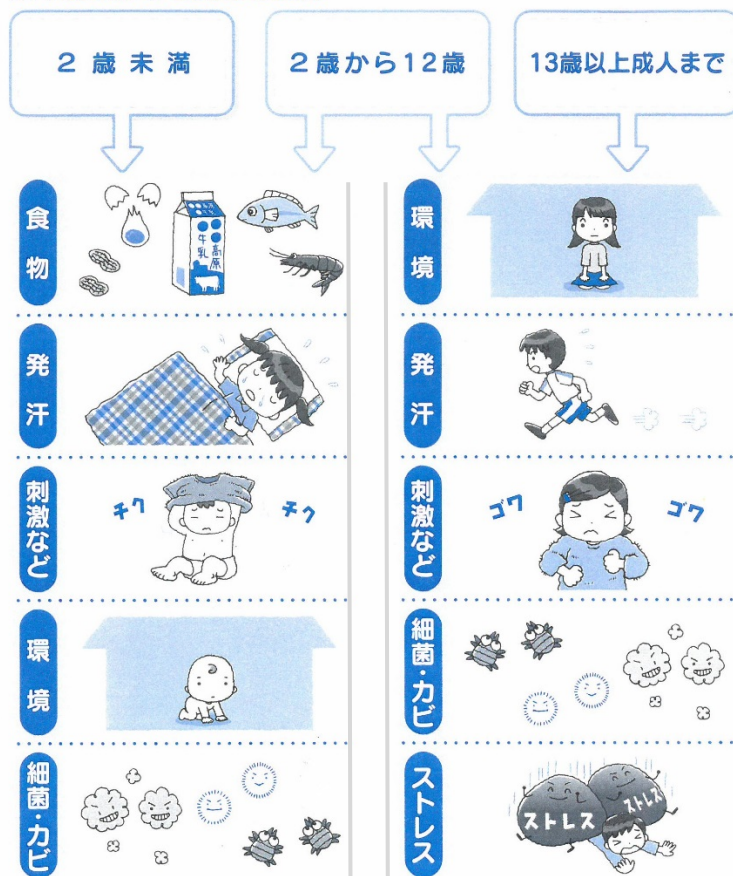 2歳未満
2歳から12歳
13歳以上成人まで
食物
高原
牛乳
発汗
刺激など
チク
チク
環境
細菌・カビ
環境
発汗
刺激など
ゴワ
ゴワ
細菌・カビ
ストレス
ストレス
ストレス